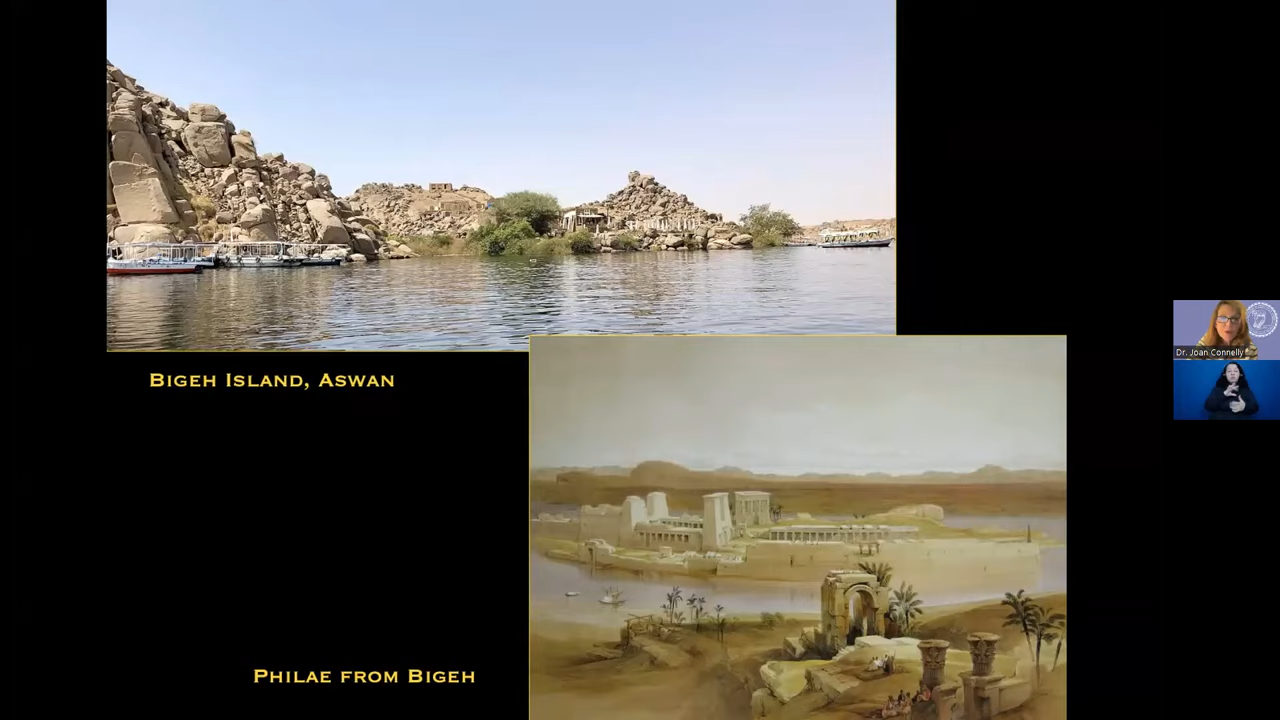 Bigeh Island, Aswan
Philae from Bigeh
Dr. Joan Connelly